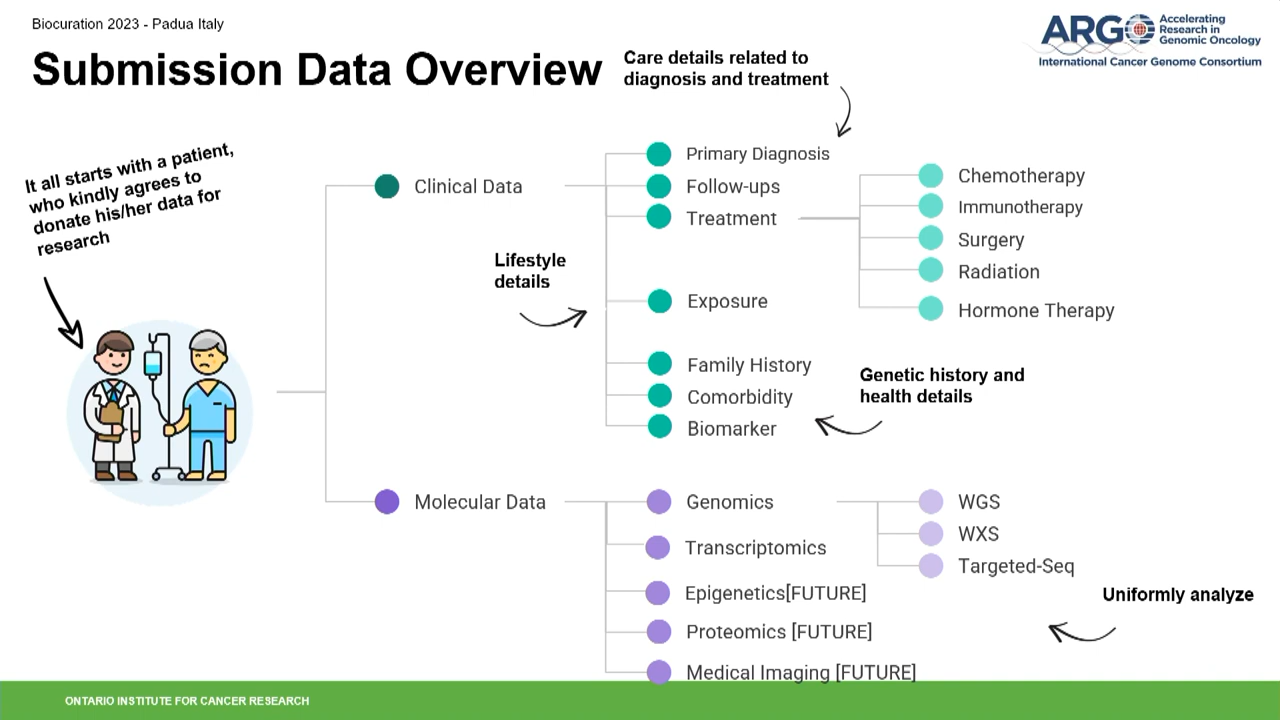 Biocuration 2023 - Padua Italy
Submission Data Overview
ARGO
Accelerating
Research in
Genomic Oncology
International Cancer Genome Consortium
Care details related to
diagnosis and treatment
It all starts with a patient,
who kindly agrees to
donate his/her data for
research
Clinical Data
Primary Diagnosis
Follow-ups
Treatment
Chemotherapy
Immunotherapy
Surgery
Radiation
Hormone Therapy
Lifestyle
details
Exposure
Family History
Comorbidity
Biomarker
Genetic history and
health details
Molecular Data
Genomics
WGS
WXS
Targeted-Seq
Transcriptomics
Epigenetics[FUTURE]
Proteomics [FUTURE]
Medical Imaging [FUTURE]
Uniformly analyze
ONTARIO INSTITUTE FOR CANCER RESEARCH